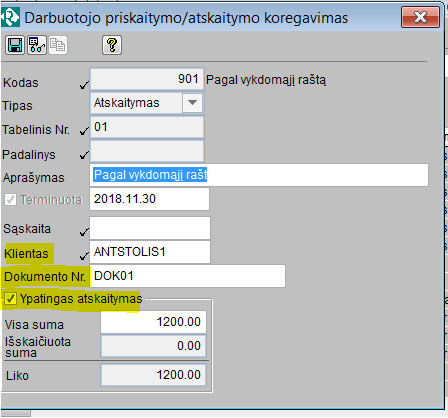 Darbuotojo priskaitymo/atskaitymo koregavimas
Kodas 901 Pagal vykdomąjį raštą
Tipas Atskaitymas
Tabelinis Nr. 01
Padalinys
Aprašymas Pagal vykdomąjį rašt
Terminuota 2018.11.30
Sąskaita
Klientas ANTSTOLIS1
Dokumento Nr. DOK01
Ypatingas atskaitymas
Visa suma 1200.00
Išskaičiuota suma 0.00
Liko 1200.00